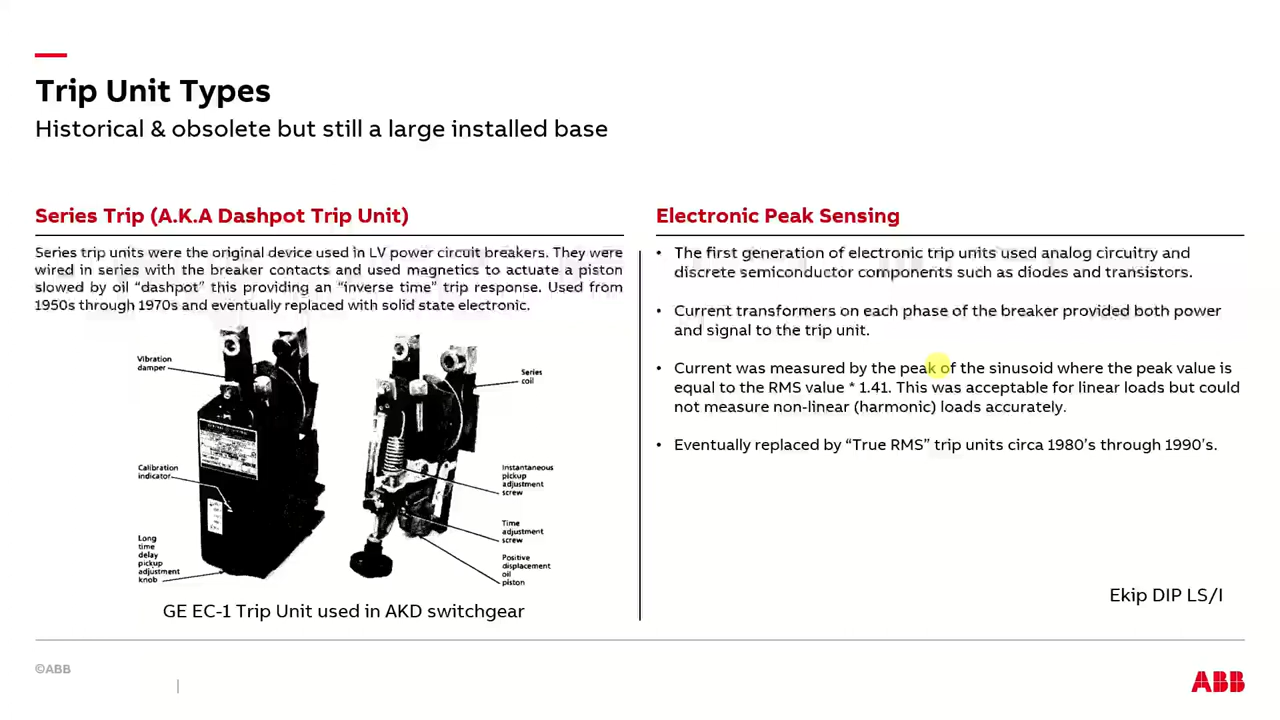 Trip Unit Types
Historical & obsolete but still a large installed base
Series Trip (A.K.A Dashpot Trip Unit)
Series trip units were the original device used in LV power circuit breakers. They were
wired in series with the breaker contacts and used magnetics to actuate a piston
slowed by oil “dashpot” this providing an “inverse time” trip response. Used from
1950s through 1970s and eventually replaced with solid state electronic.
Vibration
damper
Calibration
indicator
Long
time
delay
pickup
adjustment
knob
Series
coil
Instantaneous
pickup
adjustment
screw
Time
adjustment
screw
Positive
displacement
oil
piston
GE EC-1 Trip Unit used in AKD switchgear
Electronic Peak Sensing
• The first generation of electronic trip units used analog circuitry and
discrete semiconductor components such as diodes and transistors.
• Current transformers on each phase of the breaker provided both power
and signal to the trip unit.
• Current was measured by the peak of the sinusoid where the peak value is
equal to the RMS value * 1.41. This was acceptable for linear loads but could
not measure non-linear (harmonic) loads accurately.
• Eventually replaced by “True RMS” trip units circa 1980’s through 1990’s.
Ekip DIP LS/I
©ABB
ABB